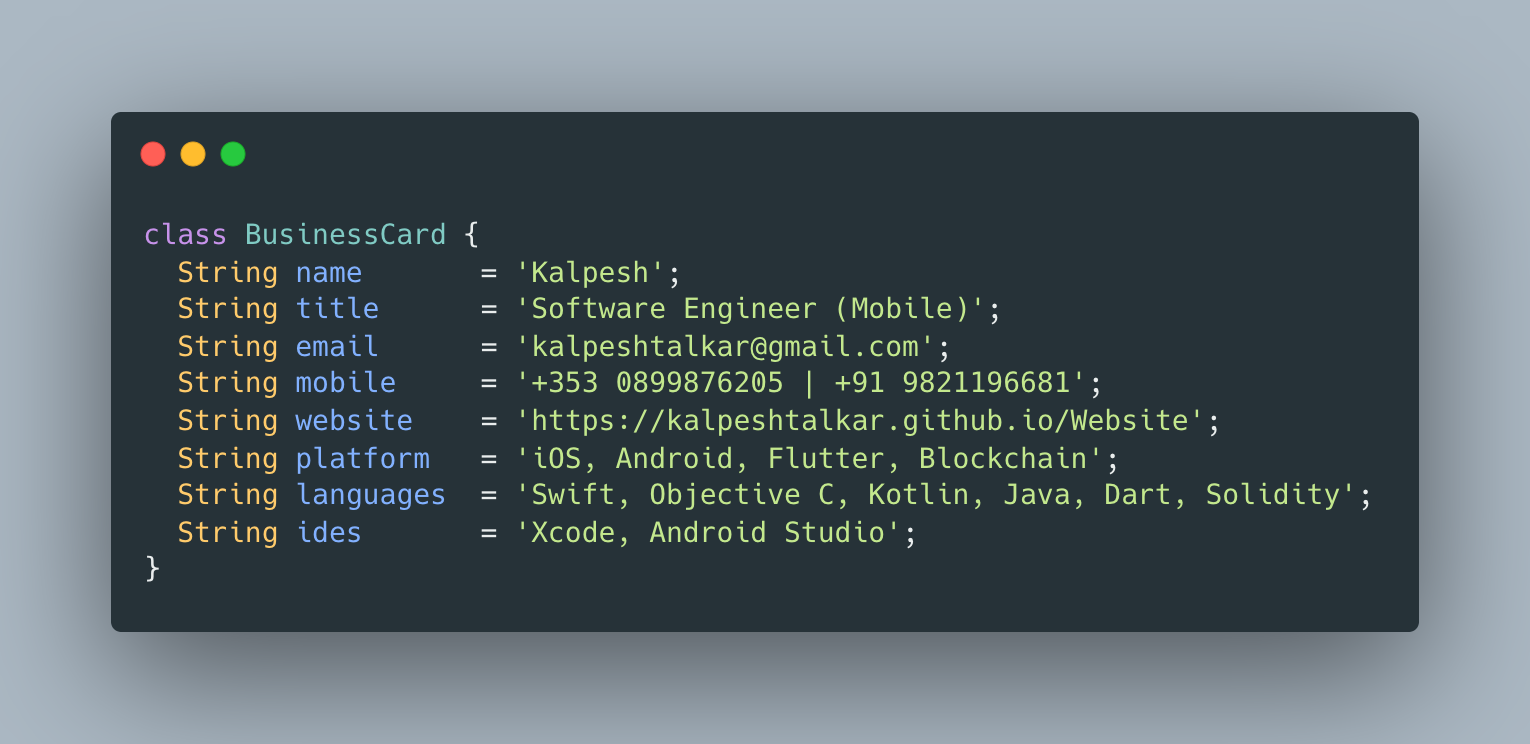 class BusinessCard {
  String name       = 'Kalpesh';
  String title      = 'Software Engineer (Mobile)';
  String email      = 'kalpeshtalkar@gmail.com';
  String mobile     = '+353 0899876205 | +91 9821196681';
  String website    = 'https://kalpeshtalkar.github.io/Website';
  String platform   = 'iOS, Android, Flutter, Blockchain';
  String languages  = 'Swift, Objective C, Kotlin, Java, Dart, Solidity';
  String ides       = 'Xcode, Android Studio';
}